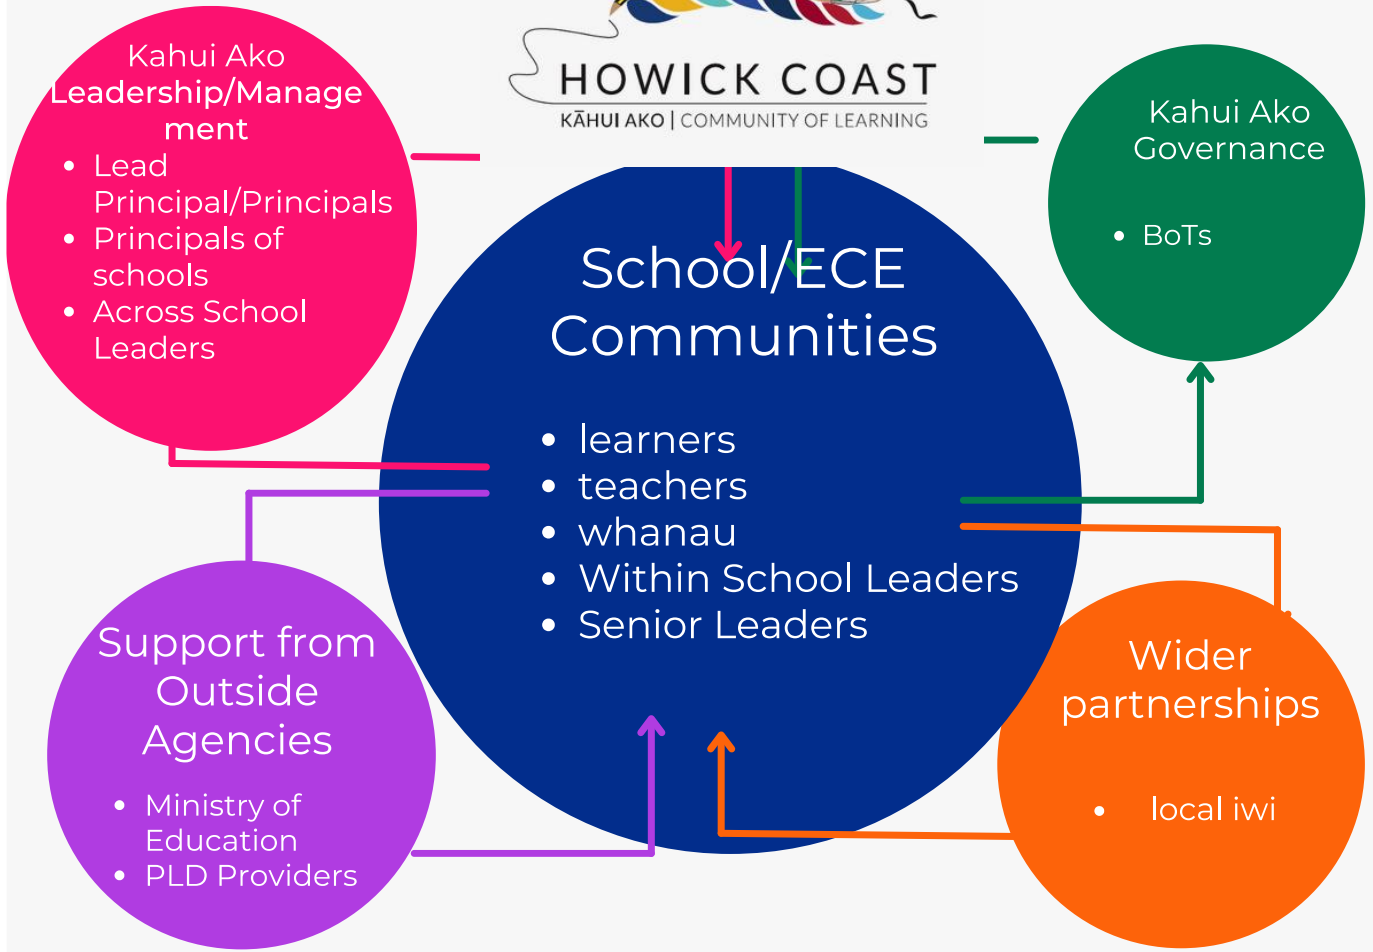 HOWICK COAST
KĀHUI AKO | COMMUNITY OF LEARNING
Kahui Ako
Leadership/Manage
ment
• Lead
Principal/Principals
• Principals of
schools
• Across School
Leaders
Kahui Ako
Governance
• BoTs
School/ECE
Communities
• learners
• teachers
• whanau
• Within School Leaders
• Senior Leaders
Support from
Outside
Agencies
• Ministry of
Education
• PLD Providers
Wider
partnerships
• local iwi